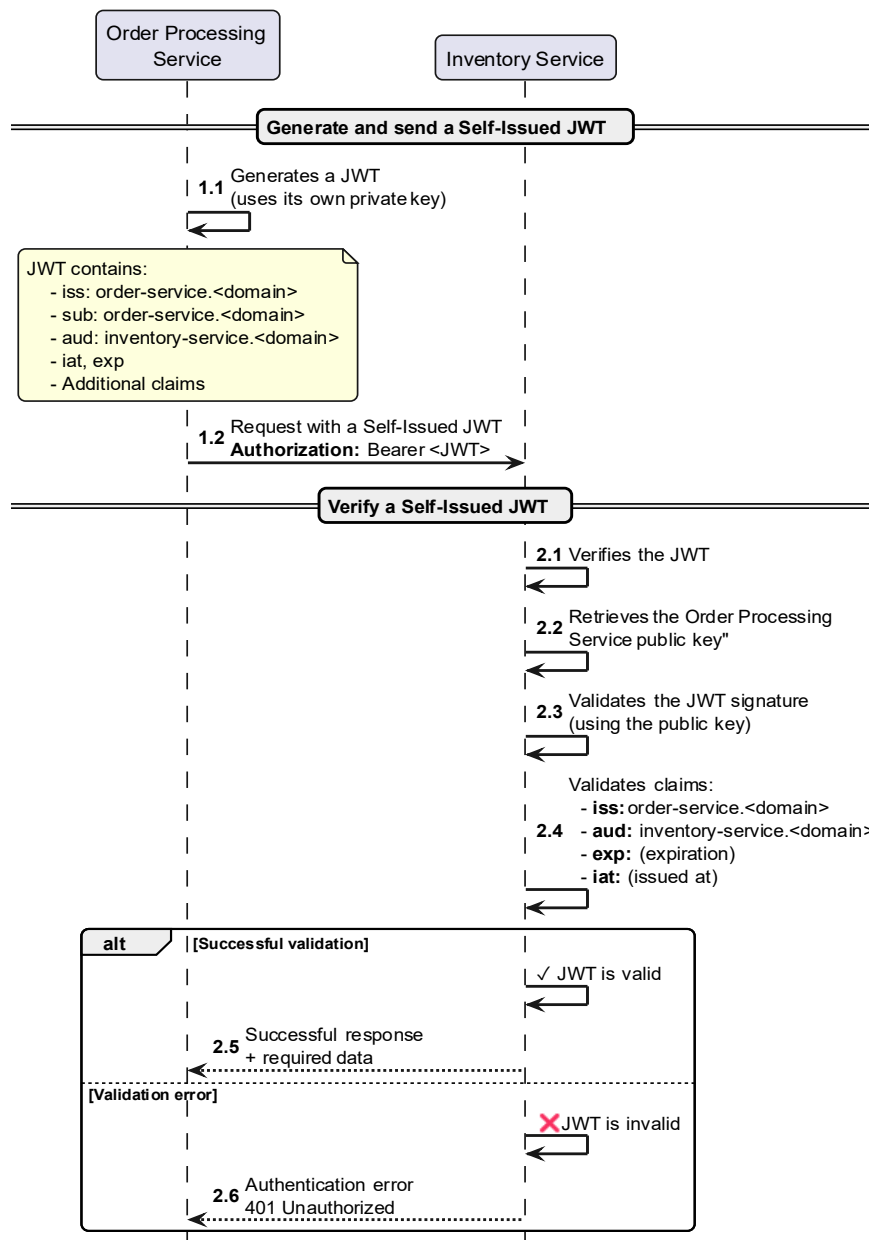 Order Processing
Service
Inventory Service
Generate and send a Self-Issued JWT
1.1 Generates a JWT
(uses its own private key)
JWT contains:
- iss: order-service.<domain>
- sub: order-service.<domain>
- aud: inventory-service.<domain>
- iat, exp
- Additional claims
1.2 Request with a Self-Issued JWT
Authorization: Bearer <JWT>
Verify a Self-Issued JWT
2.1 Verifies the JWT
2.2 Retrieves the Order Processing
Service public key"
2.3 Validates the JWT signature
(using the public key)
2.4 Validates claims:
- iss: order-service.<domain>
- aud: inventory-service.<domain>
- exp: (expiration)
- iat: (issued at)
alt [Successful validation]
✓ JWT is valid
2.5 Successful response
+ required data
[Validation error]
❌ JWT is invalid
2.6 Authentication error
401 Unauthorized